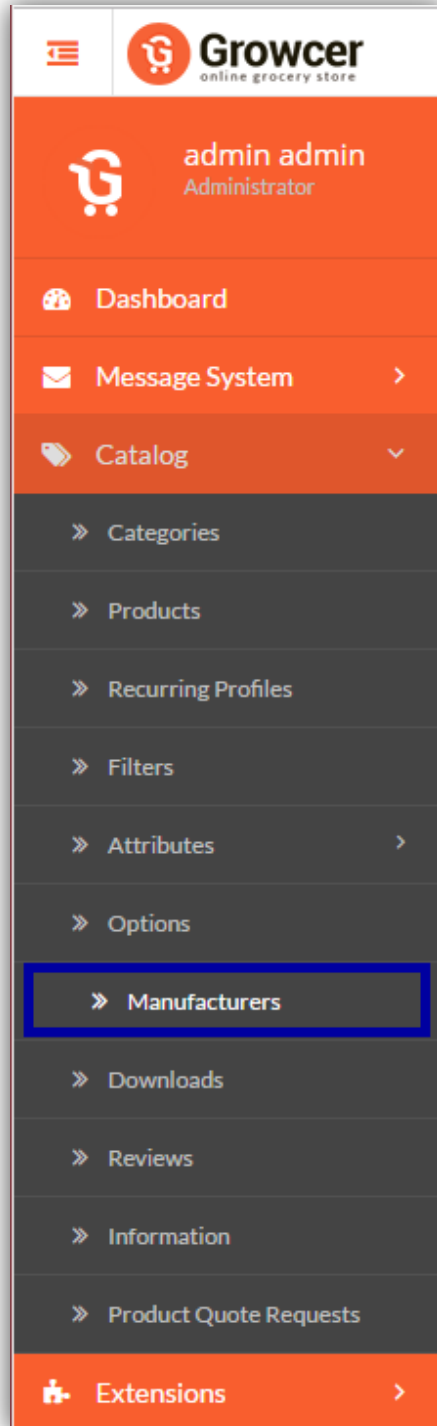 Growcer
online grocery store
admin admin
Administrator
Dashboard
Message System
Catalog
Categories
Products
Recurring Profiles
Filters
Attributes
Options
Manufacturers
Downloads
Reviews
Information
Product Quote Requests
Extensions